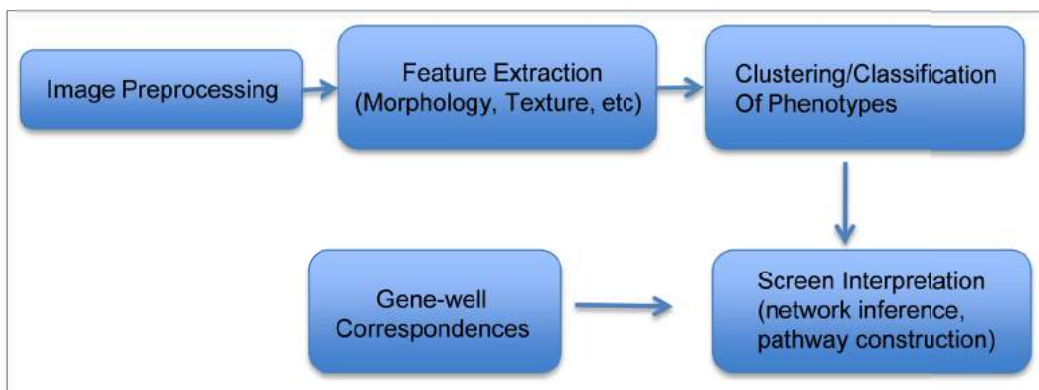 Image Preprocessing
Feature Extraction
(Morphology, Texture, etc)
Clustering/Classification
Of Phenotypes
Gene-well
Correspondences
Screen Interpretation
(network inference,
pathway construction)